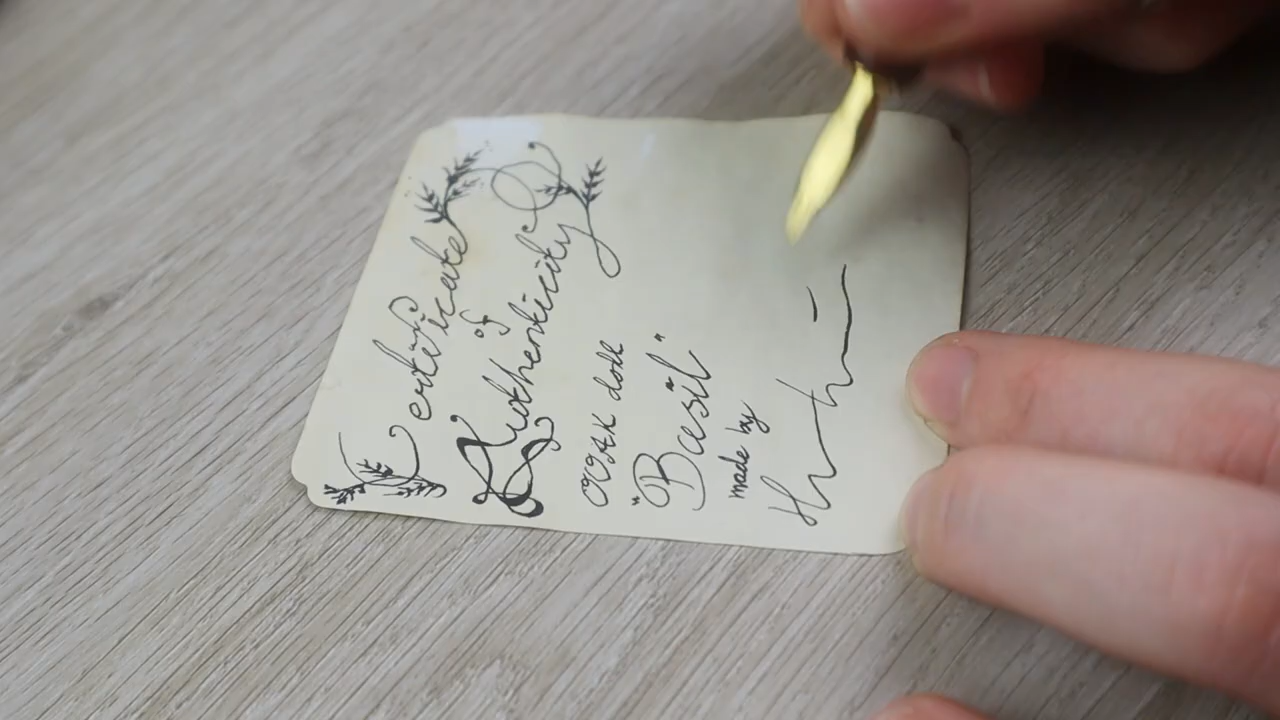 Certificate
of
Authenticity
OOAK doll
"Basil"
made by